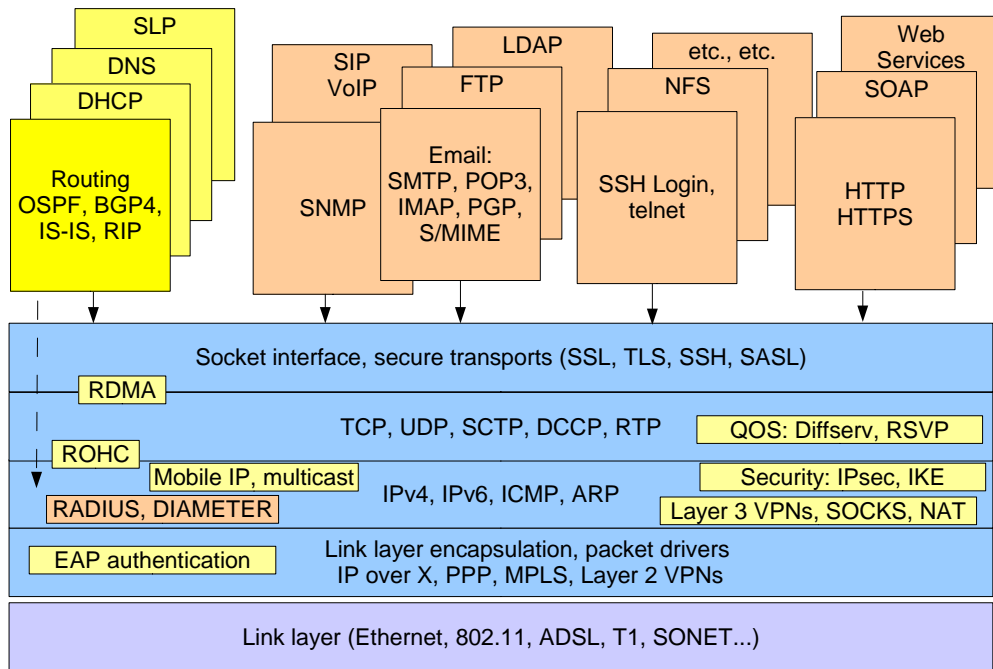 SLP
DNS
DHCP
Routing
OSPF, BGP4,
IS-IS, RIP
SIP
VoIP
SNMP
LDAP
FTP
Email:
SMTP, POP3,
IMAP, PGP,
S/MIME
etc., etc.
NFS
SSH Login,
telnet
Web
Services
SOAP
HTTP
HTTPS
Socket interface, secure transports (SSL, TLS, SSH, SASL)
RDMA
TCP, UDP, SCTP, DCCP, RTP
QOS: Diffserv, RSVP
ROHC
Mobile IP, multicast
IPv4, IPv6, ICMP, ARP
Security: IPsec, IKE
RADIUS, DIAMETER
Layer 3 VPNs, SOCKS, NAT
EAP authentication
Link layer encapsulation, packet drivers
IP over X, PPP, MPLS, Layer 2 VPNs
Link layer (Ethernet, 802.11, ADSL, T1, SONET...)